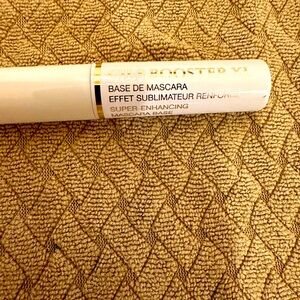 BOOSTER XL
BASE DE MASCARA
EFFET SUBLIMATEUR
SUPER-ENHANCING
MASCARA BASE